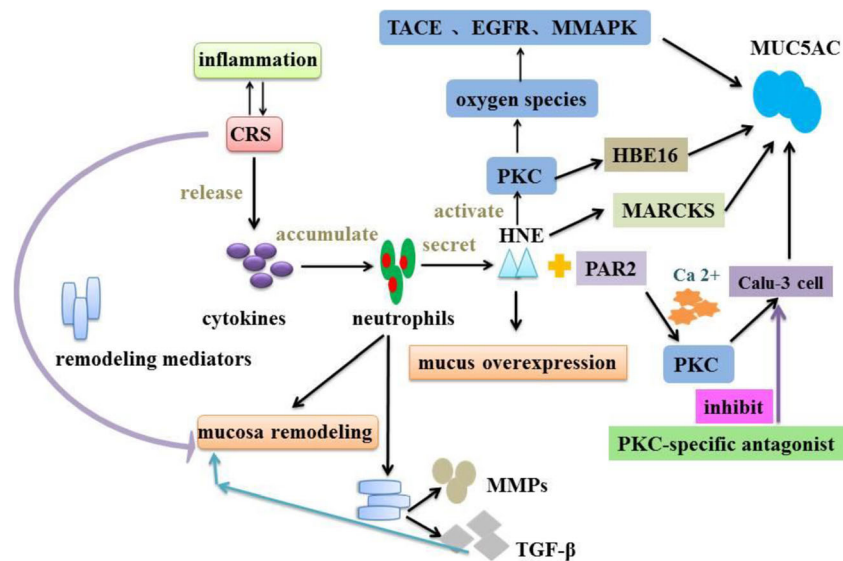 TACE 、EGFR、MMAPK
MUC5AC
inflammation
oxygen species
CRS
HBE16
PKC
release
activate
MARCKS
accumulate
secret
HNE
PAR2
Ca 2+
Calu-3 cell
cytokines
neutrophils
remodeling mediators
mucus overexpression
PKC
inhibit
mucosa remodeling
PKC-specific antagonist
MMPs
TGF-β